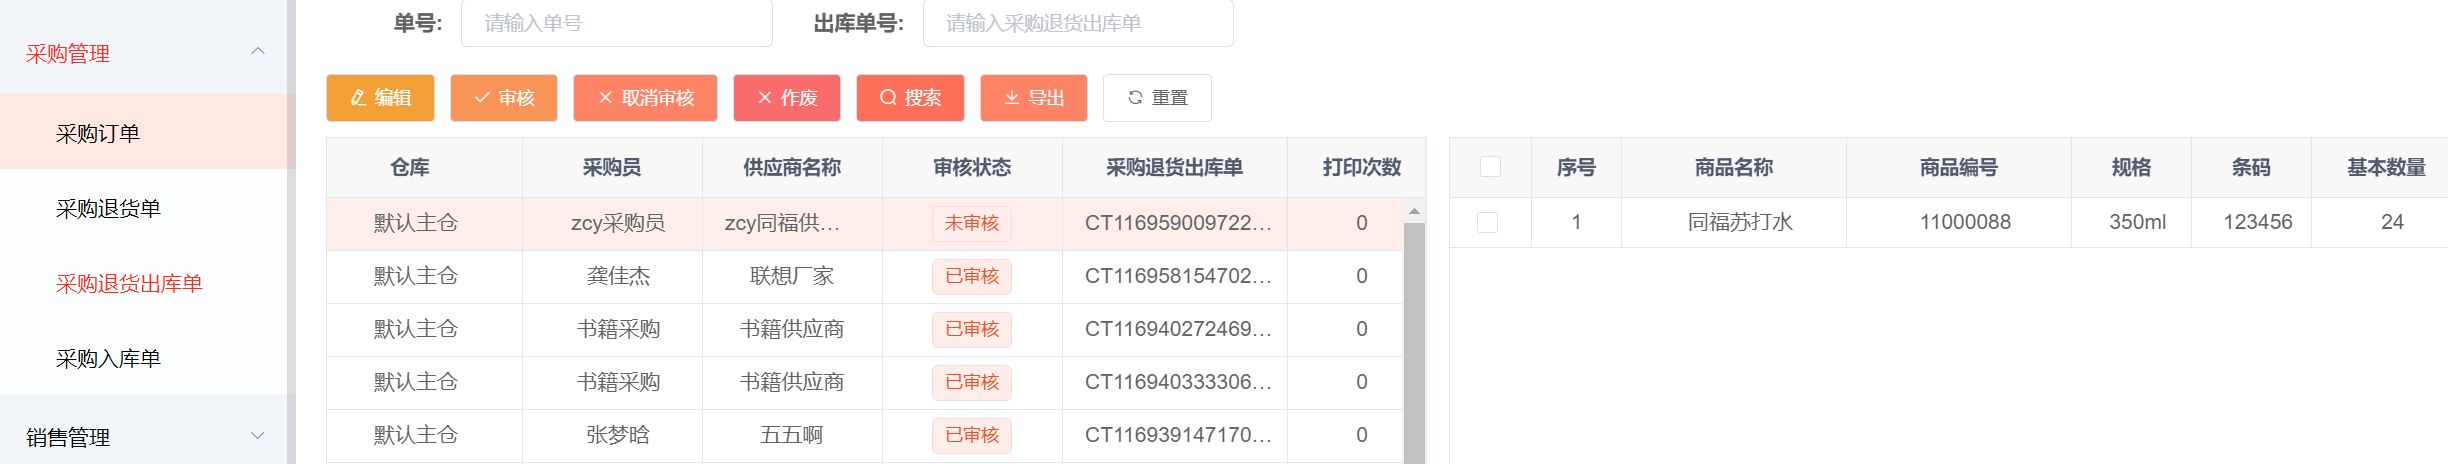 采购管理
采购订单
采购退货单
采购退货出库单
采购入库单
销售管理
单号: 请输入单号 出库单号: 请输入采购退货出库单
编辑 审核 取消审核 作废 搜索 导出 重置
仓库 采购员 供应商名称 审核状态 采购退货出库单 打印次数
默认主仓 zcy采购员 zcy同福供... 未审核 CT116959009722... 0
默认主仓 龚佳杰 联想厂家 已审核 CT116958154702... 0
默认主仓 书籍采购 书籍供应商 已审核 CT116940272469... 0
默认主仓 书籍采购 书籍供应商 已审核 CT116940333306... 0
默认主仓 张梦晗 五五啊 已审核 CT116939147170... 0
序号 商品名称 商品编号 规格 条码 基本数量
1 同福苏打水 11000088 350ml 123456 24